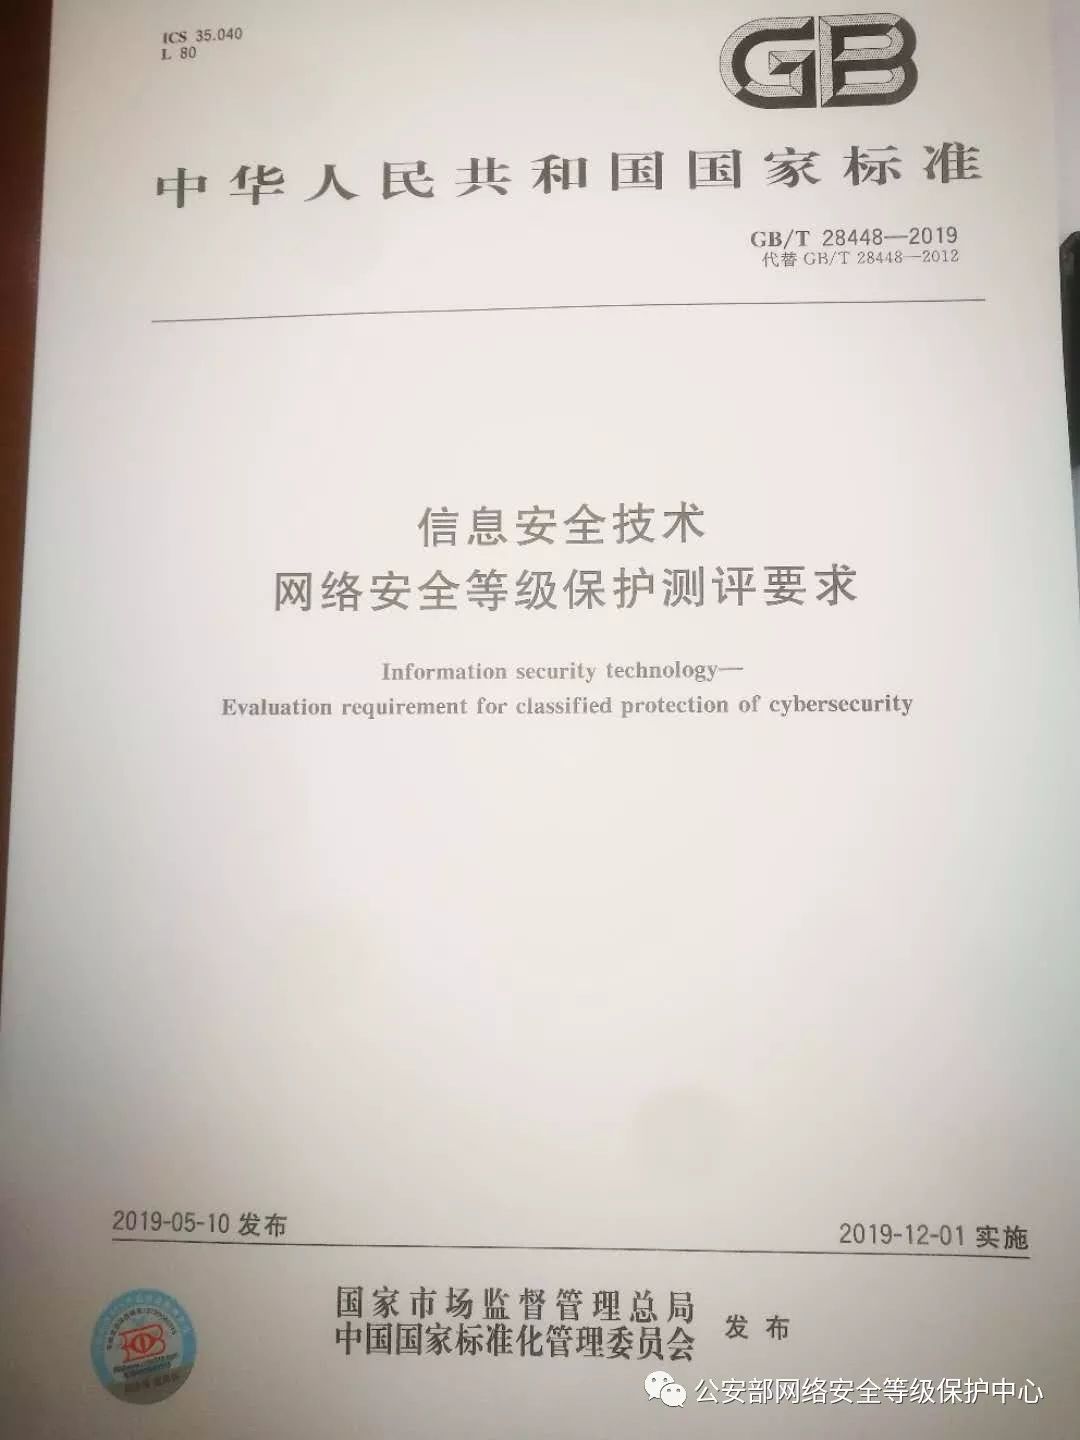 ICS 35.040
L 80
GB
中华人民共和国国家标准
GB/T 28448—2019
代替 GB/T 28448—2012
信息安全技术
网络安全等级保护测评要求
Information security technology—
Evaluation requirement for classified protection of cybersecurity
2019-05-10 发布
2019-12-01 实施
国家市场监督管理总局
中国国家标准化管理委员会
发布
公安部网络安全等级保护中心